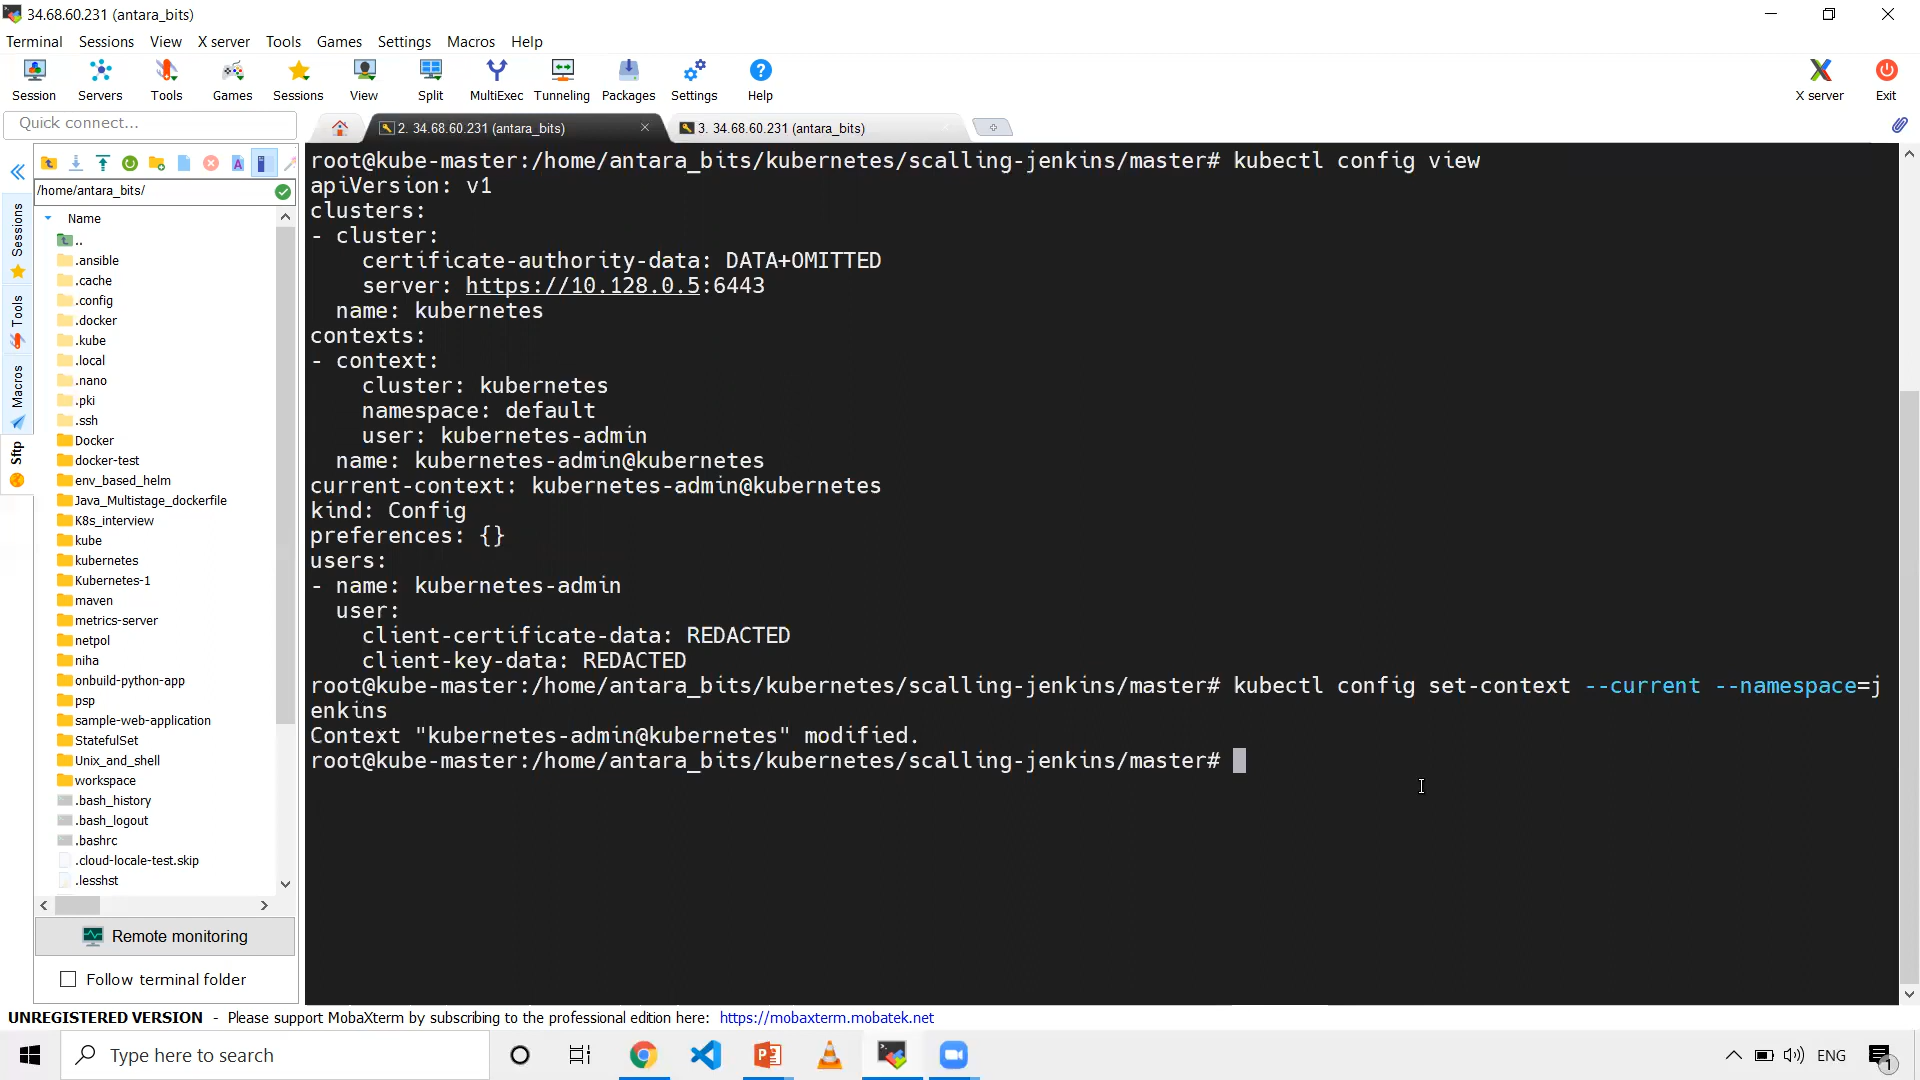 34.68.60.231 (antara_bits)
Terminal Sessions View X server Tools Games Settings Macros Help
Session Servers Tools Games Sessions View Split MultiExec Tunneling Packages Settings Help X server Exit
Quick connect...
2. 34.68.60.231 (antara_bits)
3. 34.68.60.231 (antara_bits)
Sessions
Tools
Macros
Sftp
/home/antara_bits/
Name
..
.ansible
.cache
.config
.docker
.kube
.local
.nano
.pki
.ssh
Docker
docker-test
env_based_helm
Java_Multistage_dockerfile
K8s_interview
kube
kubernetes
Kubernetes-1
maven
metrics-server
netpol
niha
onbuild-python-app
psp
sample-web-application
StatefulSet
Unix_and_shell
workspace
.bash_history
.bash_logout
.bashrc
.cloud-locale-test.skip
.lesshst
Remote monitoring
Follow terminal folder
root@kube-master:/home/antara_bits/kubernetes/scalling-jenkins/master# kubectl config view
apiVersion: v1
clusters:
- cluster:
    certificate-authority-data: DATA+OMITTED
    server: https://10.128.0.5:6443
  name: kubernetes
contexts:
- context:
    cluster: kubernetes
    namespace: default
    user: kubernetes-admin
  name: kubernetes-admin@kubernetes
current-context: kubernetes-admin@kubernetes
kind: Config
preferences: {}
users:
- name: kubernetes-admin
  user:
    client-certificate-data: REDACTED
    client-key-data: REDACTED
root@kube-master:/home/antara_bits/kubernetes/scalling-jenkins/master# kubectl config set-context --current --namespace=j
enkins
Context "kubernetes-admin@kubernetes" modified.
root@kube-master:/home/antara_bits/kubernetes/scalling-jenkins/master#
UNREGISTERED VERSION - Please support MobaXterm by subscribing to the professional edition here: https://mobaxterm.mobatek.net
Type here to search
ENG
1